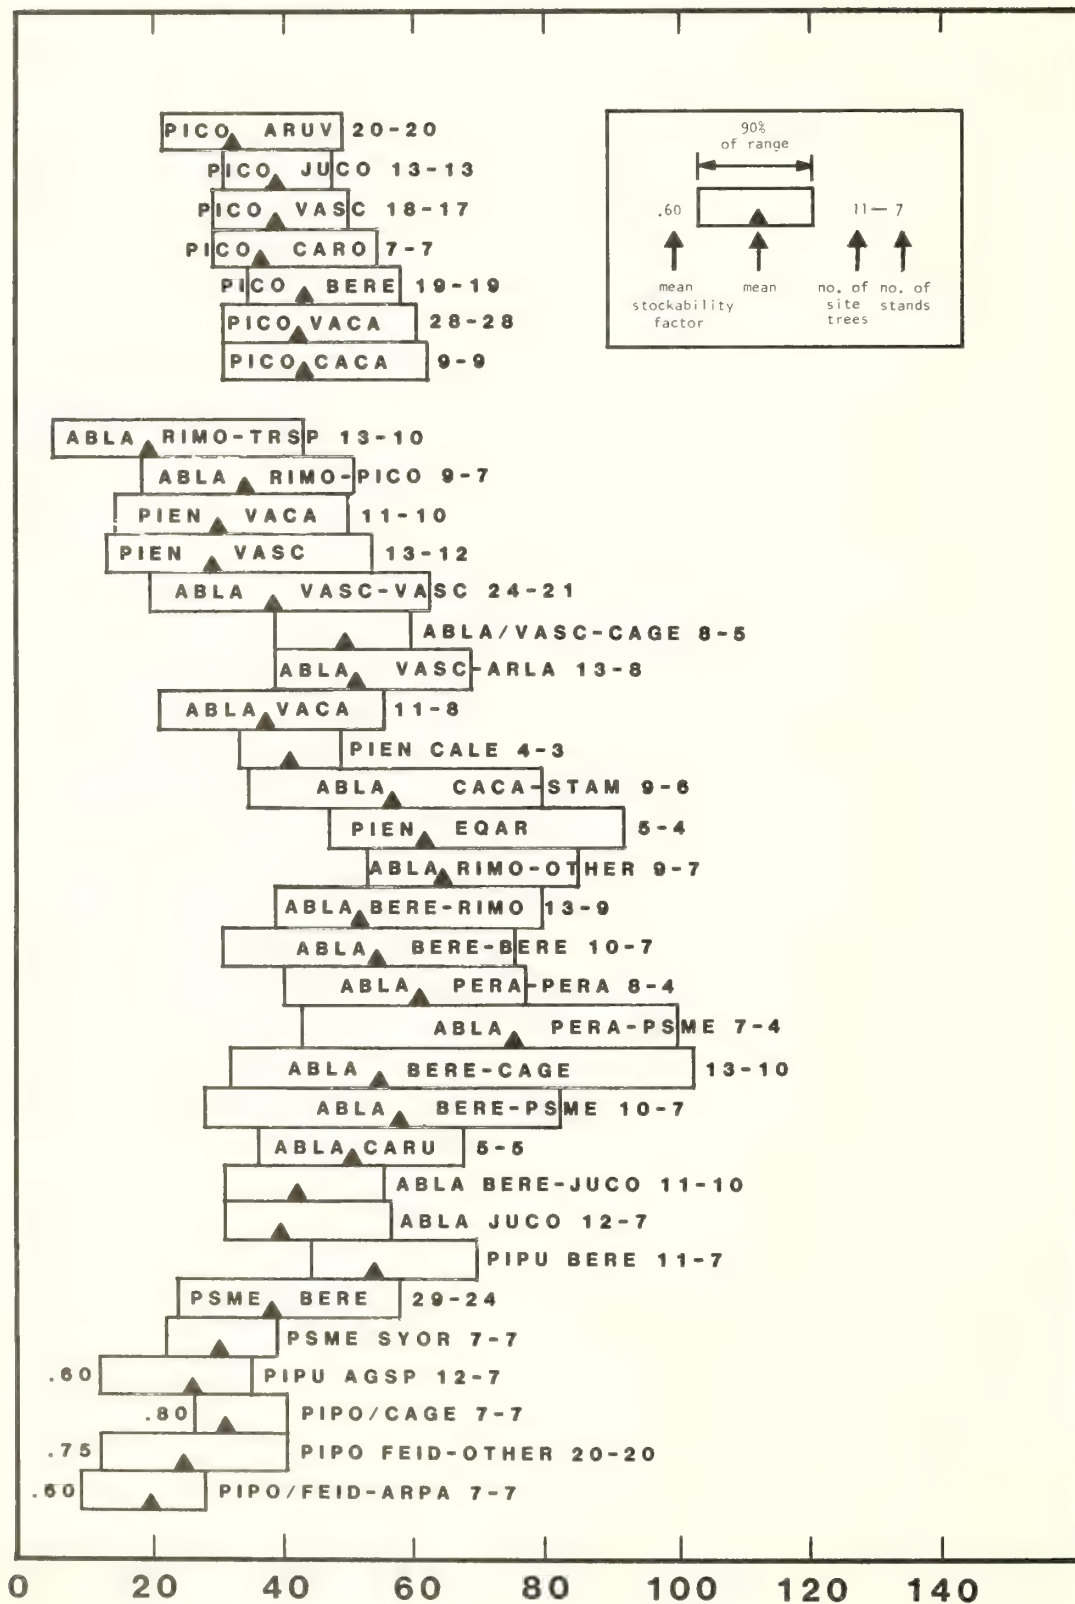 PICO ARUV 20-20
PICO JUCO 13-13
PICO VASC 18-17
PICO CARO 7-7
PICO BERE 19-19
PICO VACA 28-28
PICO CACA 9-9
90%
of range
.60 11— 7
mean
stockability
factor
mean
no. of
site
trees
no. of
stands
ABLA RIMO-TRSP 13-10
ABLA RIMO-PICO 9-7
PIEN VACA 11-10
PIEN VASC 13-12
ABLA VASC-VASC 24-21
ABLA/VASC-CAGE 8-5
ABLA VASC-ARLA 13-8
ABLA VACA 11-8
PIEN CALE 4-3
ABLA CACA-STAM 9-6
PIEN EQAR 5-4
ABLA RIMO-OTHER 9-7
ABLA BERE-RIMO 13-9
ABLA BERE-BERE 10-7
ABLA PERA-PERA 8-4
ABLA PERA-PSME 7-4
ABLA BERE-CAGE 13-10
ABLA BERE-PSME 10-7
ABLA CARU 5-5
ABLA BERE-JUCO 11-10
ABLA JUCO 12-7
PIPU BERE 11-7
PSME BERE 29-24
PSME SYOR 7-7
.60 PIPU AGSP 12-7
.80 PIPO/CAGE 7-7
.75 PIPO FEID-OTHER 20-20
.60 PIPO/FEID-ARPA 7-7
0 20 40 60 80 100 120 140